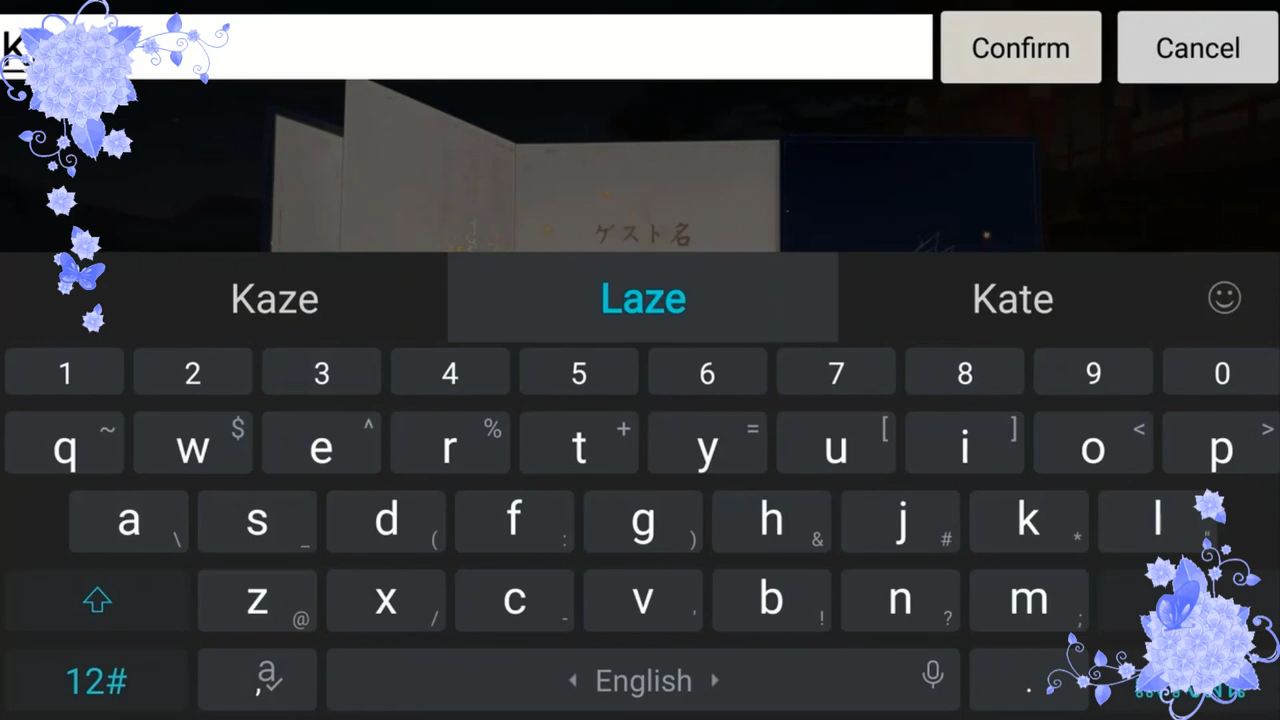 Confirm Cancel
ゲスト名
Kaze Laze Kate
1 2 3 4 5 6 7 8 9 0
q ~ w $ e ^ r % t + y = u [ i ] o < p >
a \ s _ d ( f : g ) h & j # k * l
z @ x / c - v ' b ! n ? m ;
12# , a English .